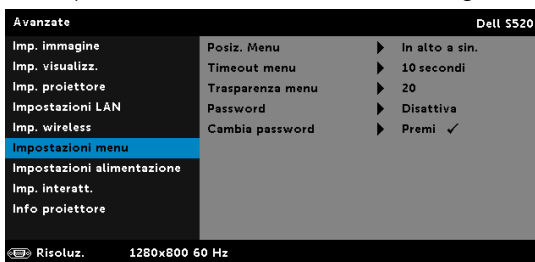 Avanzate Dell S520
Imp. immagine
Imp. visualizz.
Imp. proiettore
Impostazioni LAN
Imp. wireless
Impostazioni menu
Impostazioni alimentazione
Imp. interatt.
Info proiettore
Posiz. Menu In alto a sin.
Timeout menu 10 secondi
Trasparenza menu 20
Password Disattiva
Cambia password Premi ✓
Risoluz. 1280x800 60 Hz